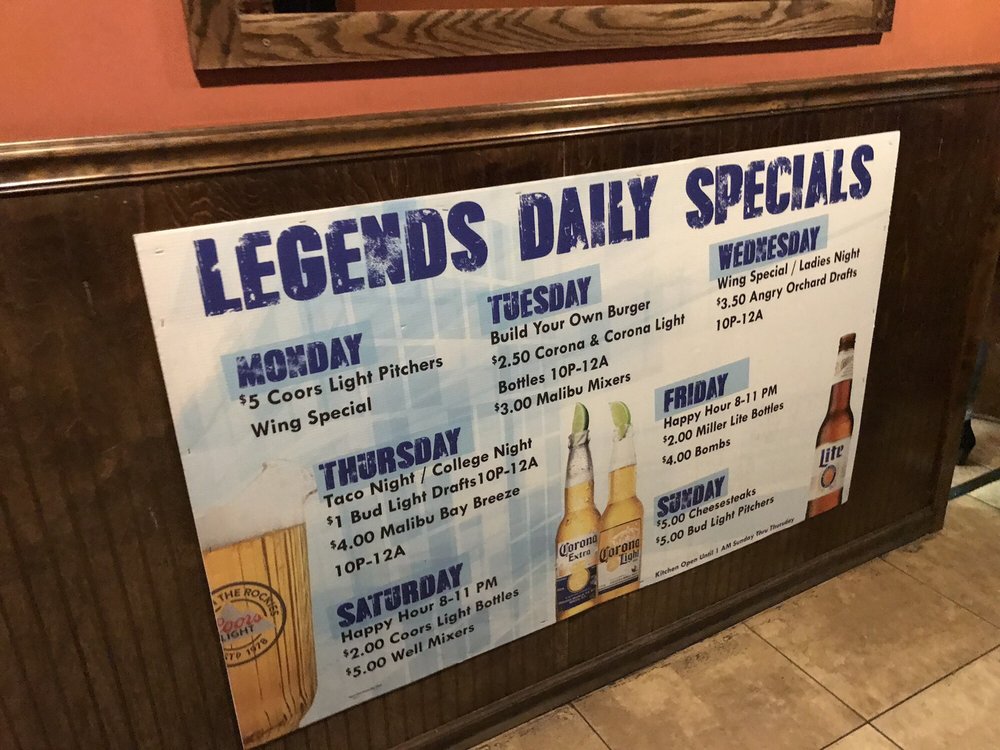 LEGENDS DAILY SPECIALS
MONDAY
$5 Coors Light Pitchers
Wing Special
TUESDAY
Build Your Own Burger
$2.50 Corona & Corona Light
Bottles 10P-12A
$3.00 Malibu Mixers
WEDNESDAY
Wing Special / Ladies Night
$3.50 Angry Orchard Drafts
10P-12A
THURSDAY
Taco Night / College Night
$1 Bud Light Drafts10P-12A
$4.00 Malibu Bay Breeze
10P-12A
FRIDAY
Happy Hour 8-11 PM
$2.00 Miller Lite Bottles
$4.00 Bombs
SATURDAY
Happy Hour 8-11 PM
$2.00 Coors Light Bottles
$5.00 Well Mixers
SUNDAY
$5.00 Cheesesteaks
$5.00 Bud Light Pitchers
Kitchen Open Until 1 AM Sunday Thru Thursday
THE ROCKIES
Coors
LIGHT
1978
Corona
Extra
Corona
Light
Lite